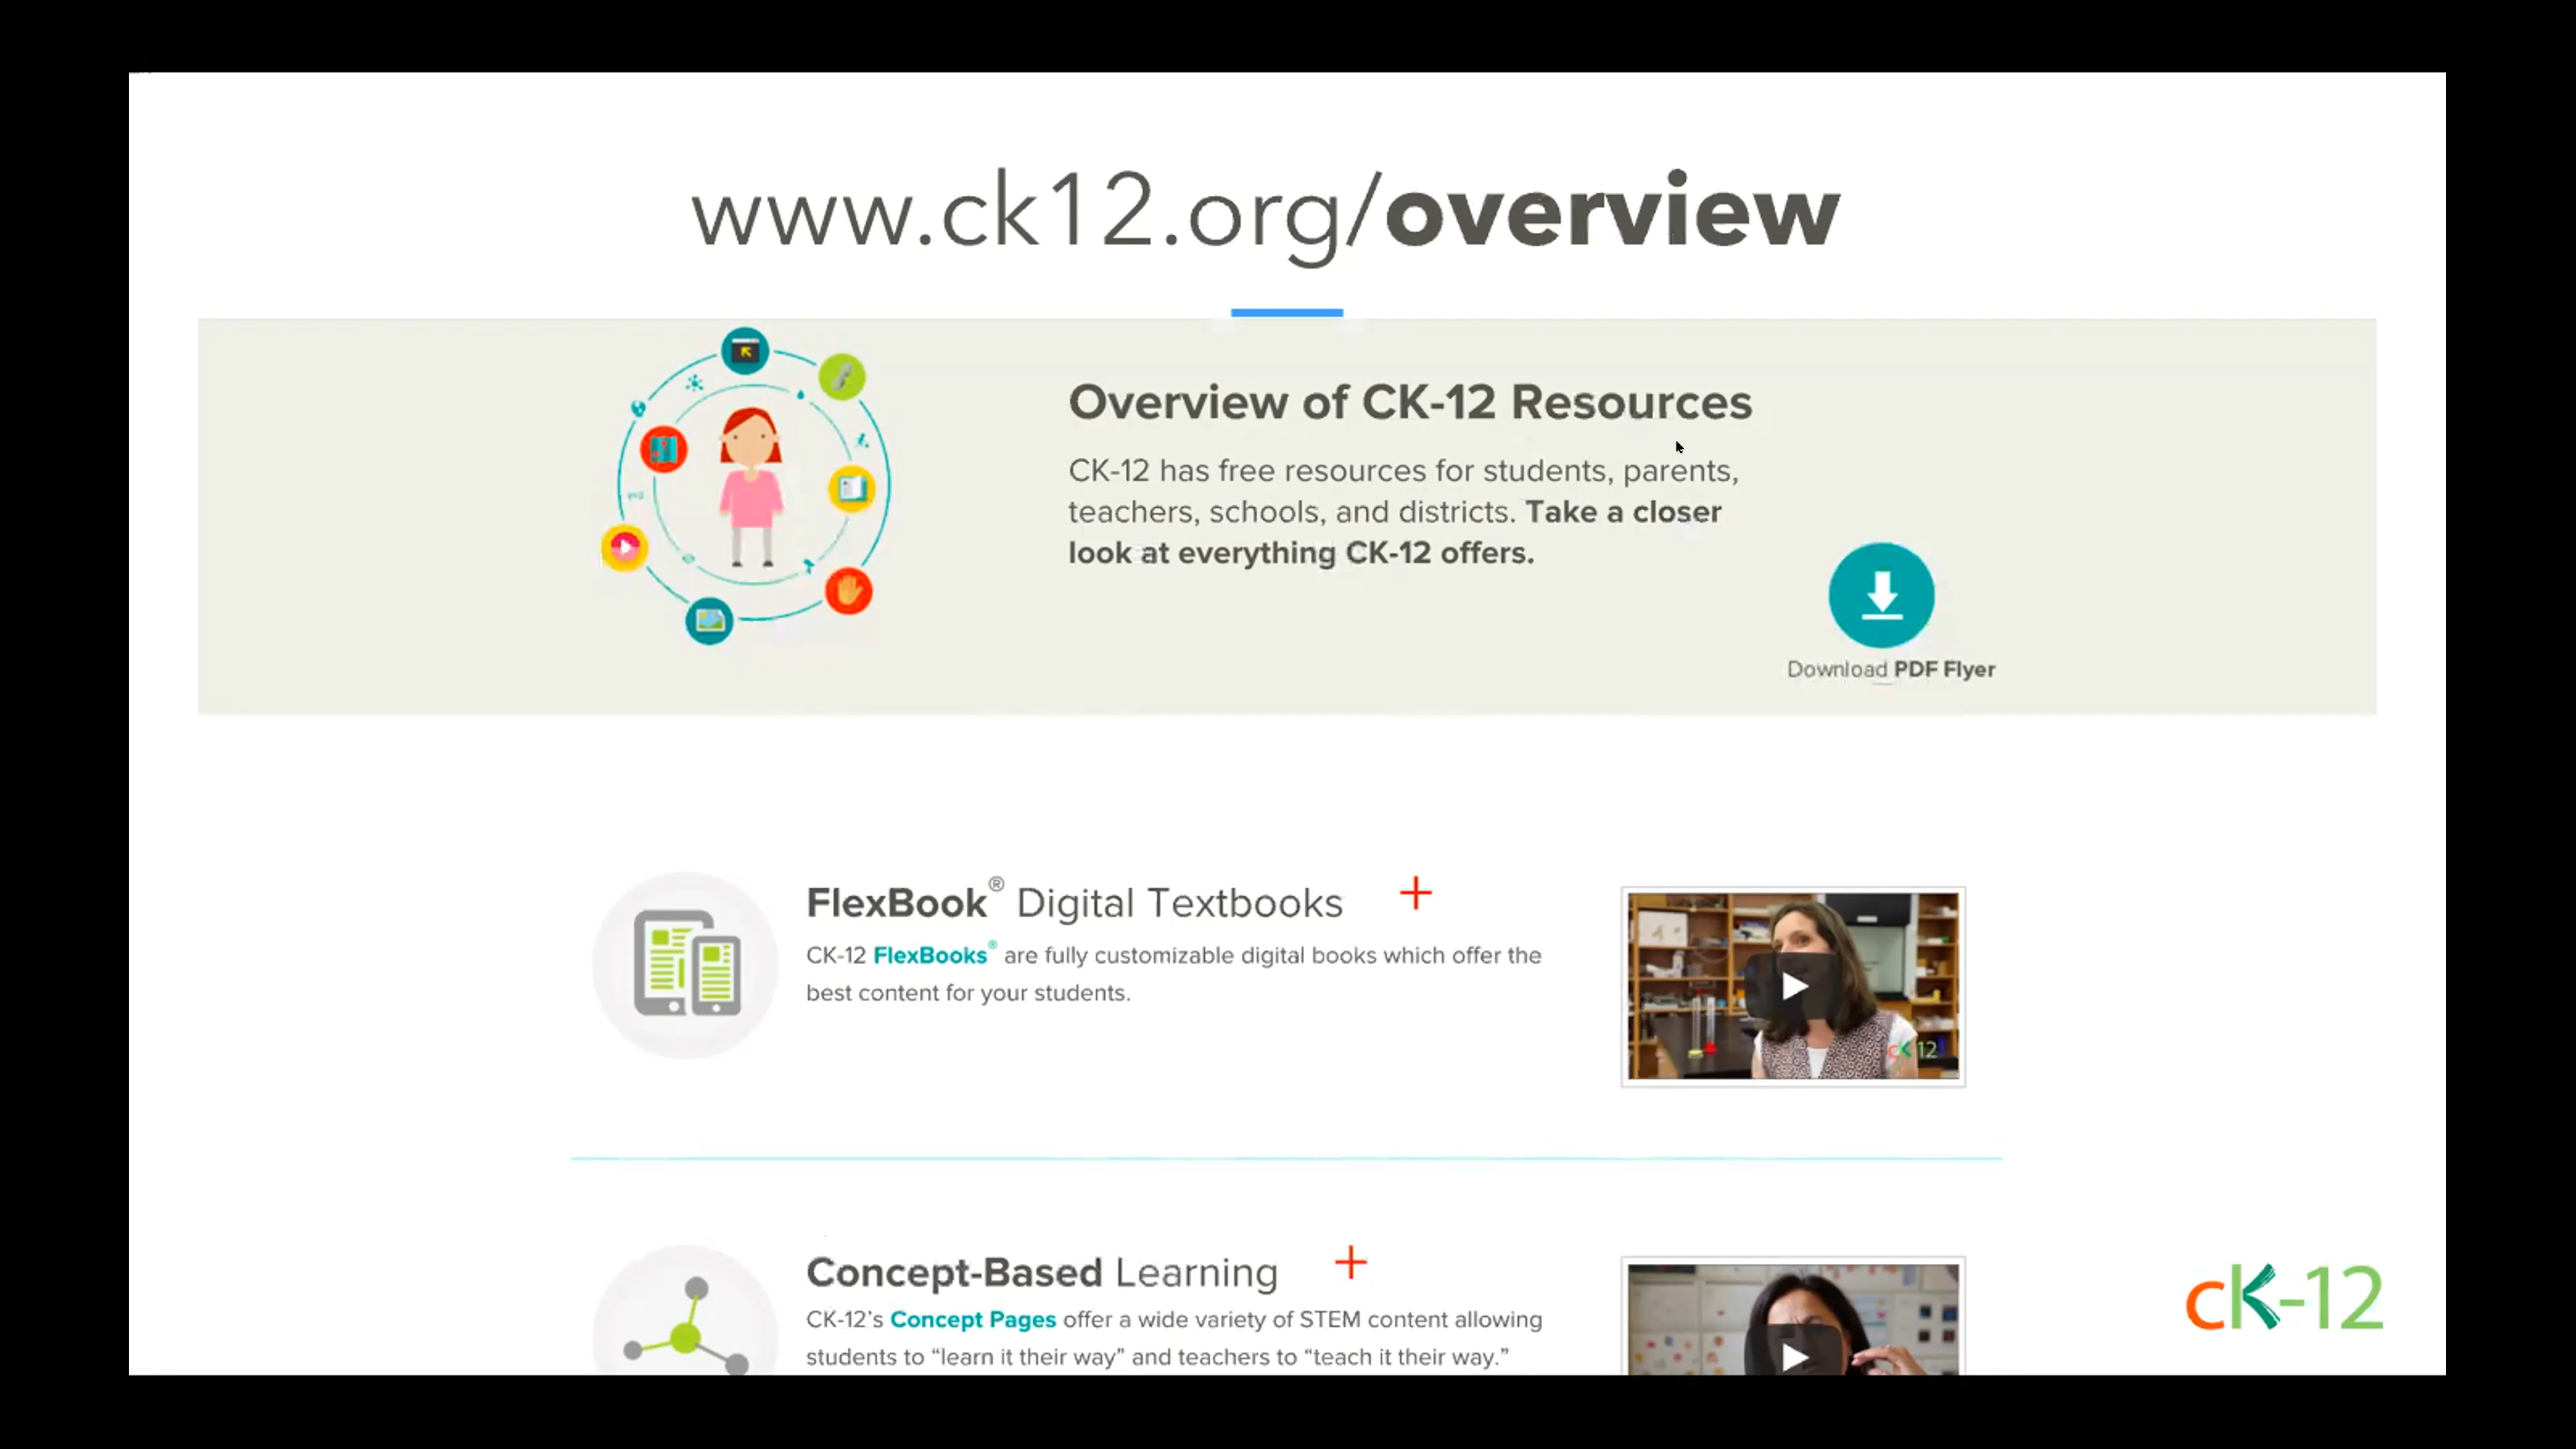 www.ck12.org/overview
Overview of CK-12 Resources
CK-12 has free resources for students, parents,
teachers, schools, and districts. Take a closer
look at everything CK-12 offers.
Download PDF Flyer
FlexBook® Digital Textbooks +
CK-12 FlexBooks® are fully customizable digital books which offer the
best content for your students.
cK-12
Concept-Based Learning +
CK-12's Concept Pages offer a wide variety of STEM content allowing
students to “learn it their way” and teachers to “teach it their way.”
cK-12